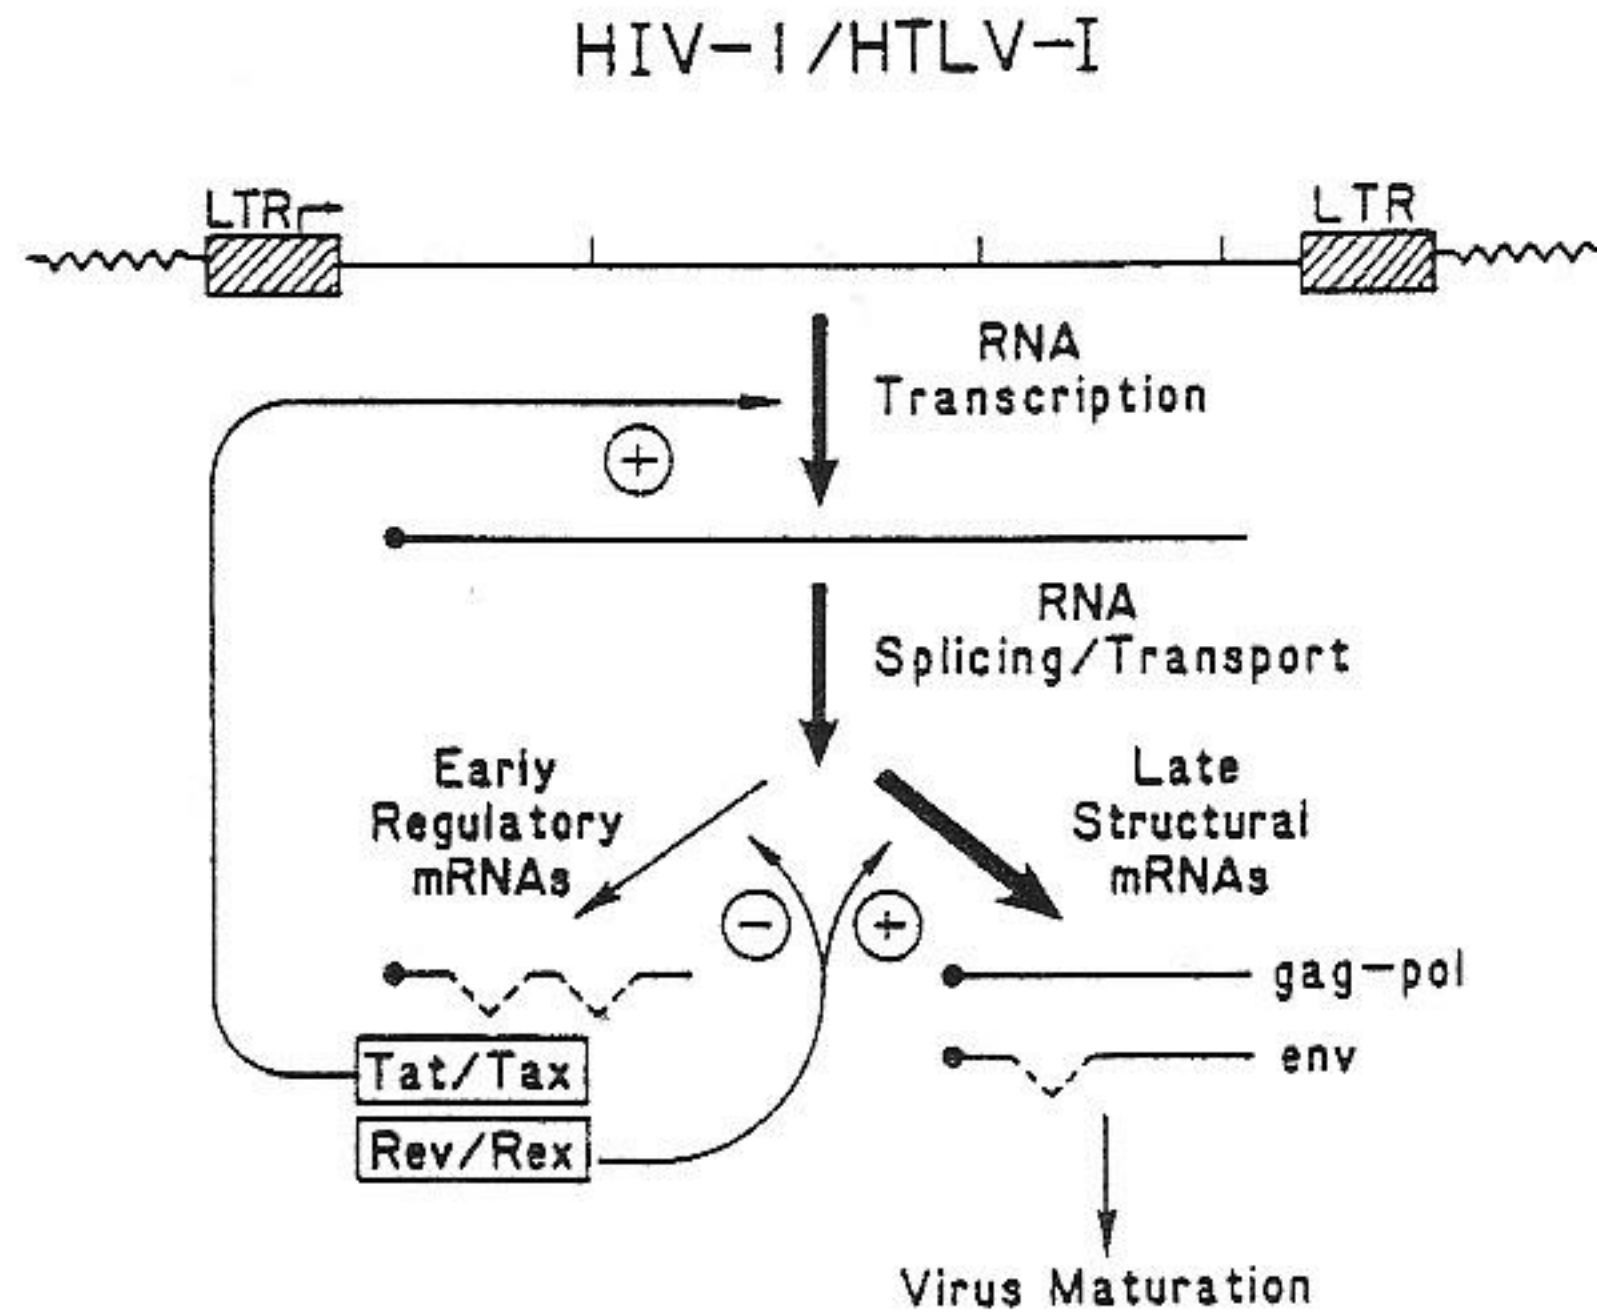 HIV-1/HTLV-I
LTR
LTR
RNA
Transcription
+
RNA
Splicing/Transport
Early
Regulatory
mRNAs
Late
Structural
mRNAs
-
+
gag-pol
env
Tat/Tax
Rev/Rex
Virus Maturation